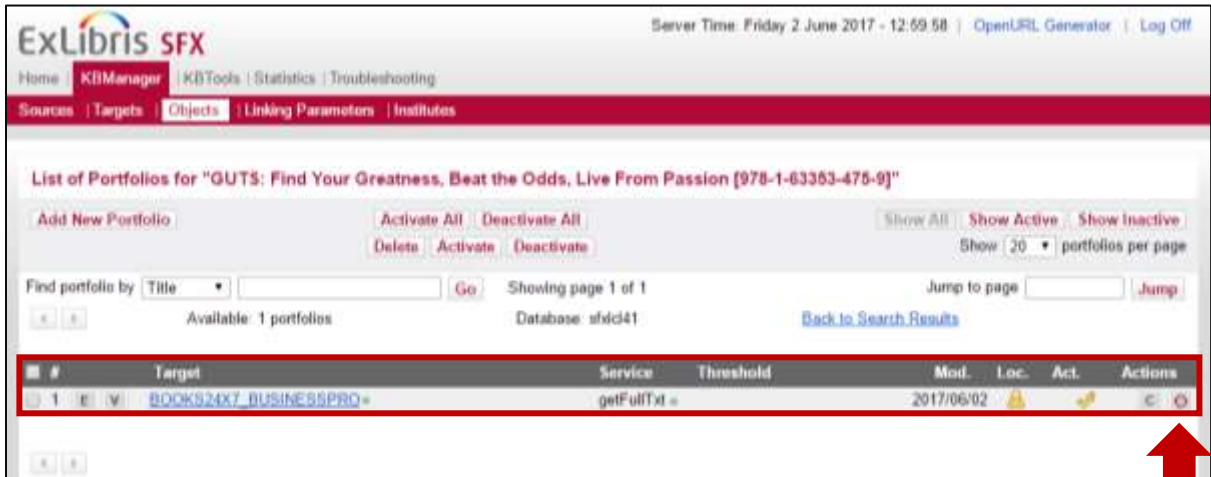 ExLibris SFX
Server Time: Friday 2 June 2017 - 12:59:58 | OpenURL Generator | Log Off
Home | KBManager | KBTools | Statistics | Troubleshooting
Sources | Targets | Objects | Linking Parameters | Institutes
List of Portfolios for "GUTS: Find Your Greatness, Beat the Odds, Live From Passion [978-1-63353-475-9]"
Add New Portfolio Activate All Deactivate All Show All Show Active Show Inactive
Delete Activate Deactivate Show 20 portfolios per page
Find portfolio by Title Go Showing page 1 of 1 Jump to page Jump
Available: 1 portfolios Database: sfxlcl41 Back to Search Results
# Target Service Threshold Mod. Loc. Act. Actions
1 E V BOOKS24X7_BUSINESSPRO getFullTxt 2017/06/02 C